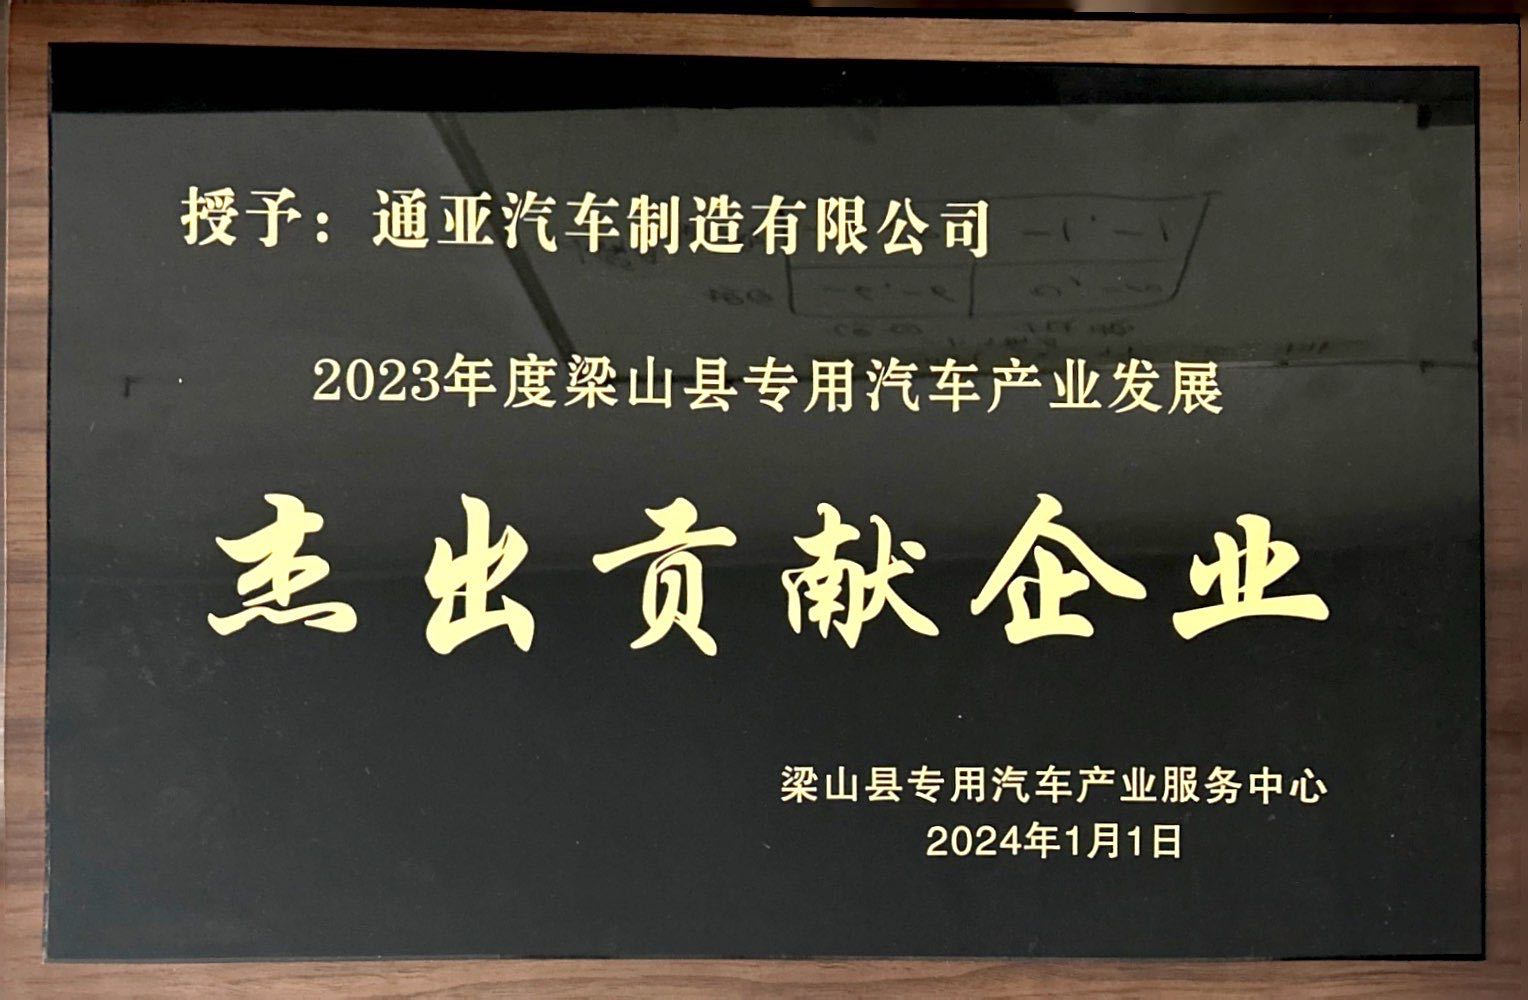 授予：通亚汽车制造有限公司
2023年度梁山县专用汽车产业发展
杰出贡献企业
梁山县专用汽车产业服务中心
2024年1月1日